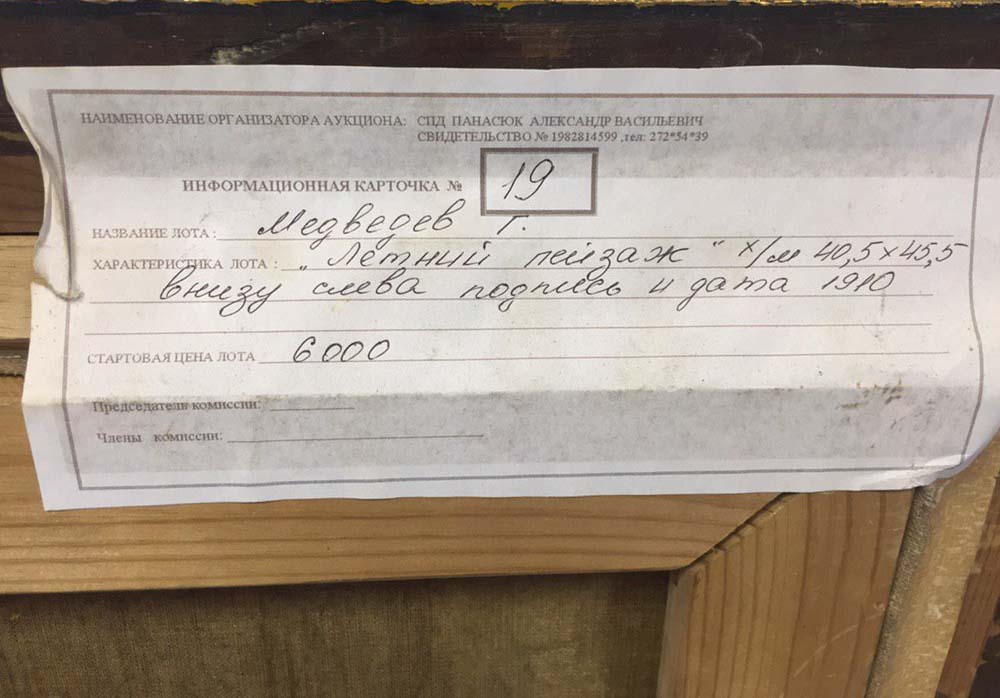 НАИМЕНОВАНИЕ ОРГАНИЗАТОРА АУКЦИОНА: СПД ПАНАСЮК АЛЕКСАНДР ВАСИЛЬЕВИЧ
СВИДЕТЕЛЬСТВО № 1982814599 ,тел: 272*54*39
ИНФОРМАЦИОННАЯ КАРТОЧКА № 19
НАЗВАНИЕ ЛОТА : Медведев Г.
ХАРАКТЕРИСТИКА ЛОТА : „Летний пейзаж" х/м 40,5×45,5
внизу слева подпись и дата 1910
СТАРТОВАЯ ЦЕНА ЛОТА 6000
Председатель комиссии:
Члены комиссии: